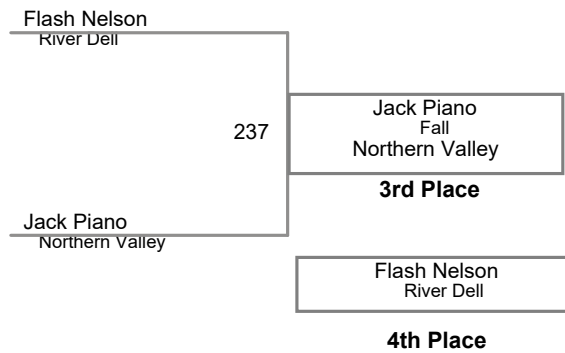 Flash Nelson
River Dell
237
Jack Piano
Fall
Northern Valley
3rd Place
Jack Piano
Northern Valley
Flash Nelson
River Dell
4th Place